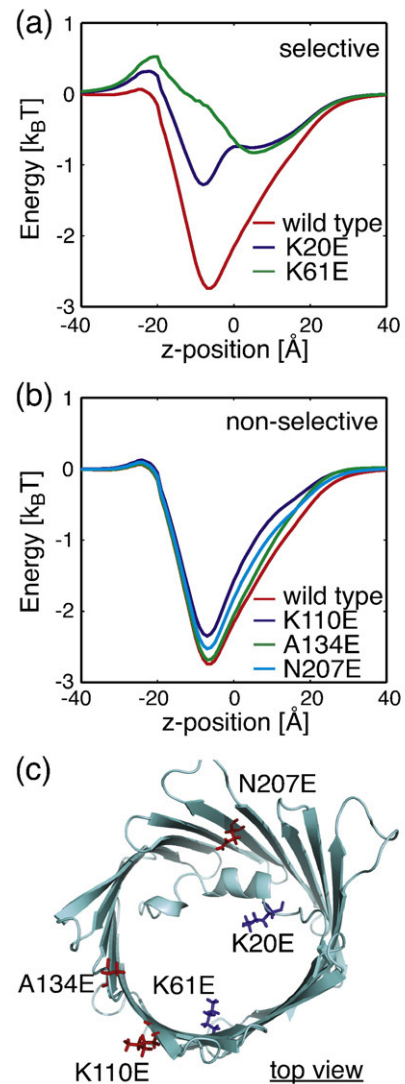 (a)
selective
Energy [kBT]
1
0
-1
-2
-3
wild type
K20E
K61E
-40 -20 0 20 40
z-position [Å]
(b)
non-selective
Energy [kBT]
1
0
-1
-2
-3
wild type
K110E
A134E
N207E
-40 -20 0 20 40
z-position [Å]
(c)
N207E
K20E
A134E K61E
K110E
top view